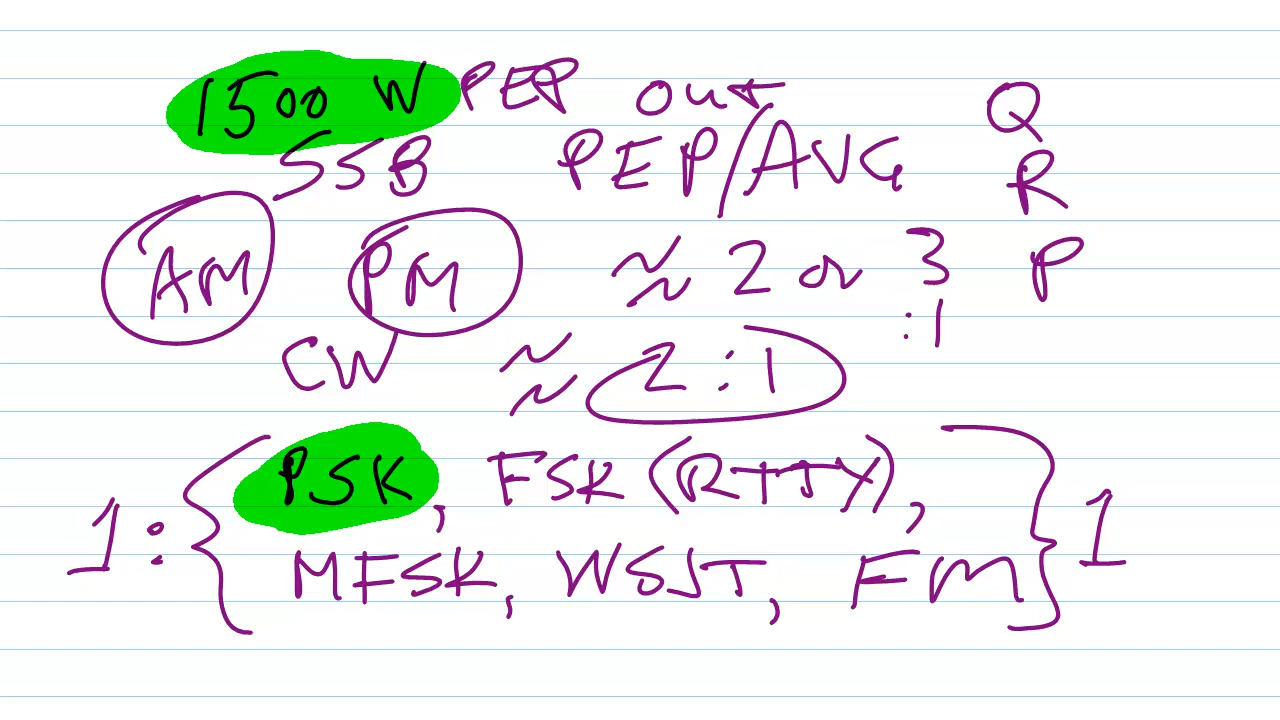 1500 W PEP out Q
SSB PEP/AVG R
AM PM ≈ 2 or 3:1 P
CW ≈ 2:1
1:{PSK, FSK (RTTY),
MFSK, WSJT, FM}1